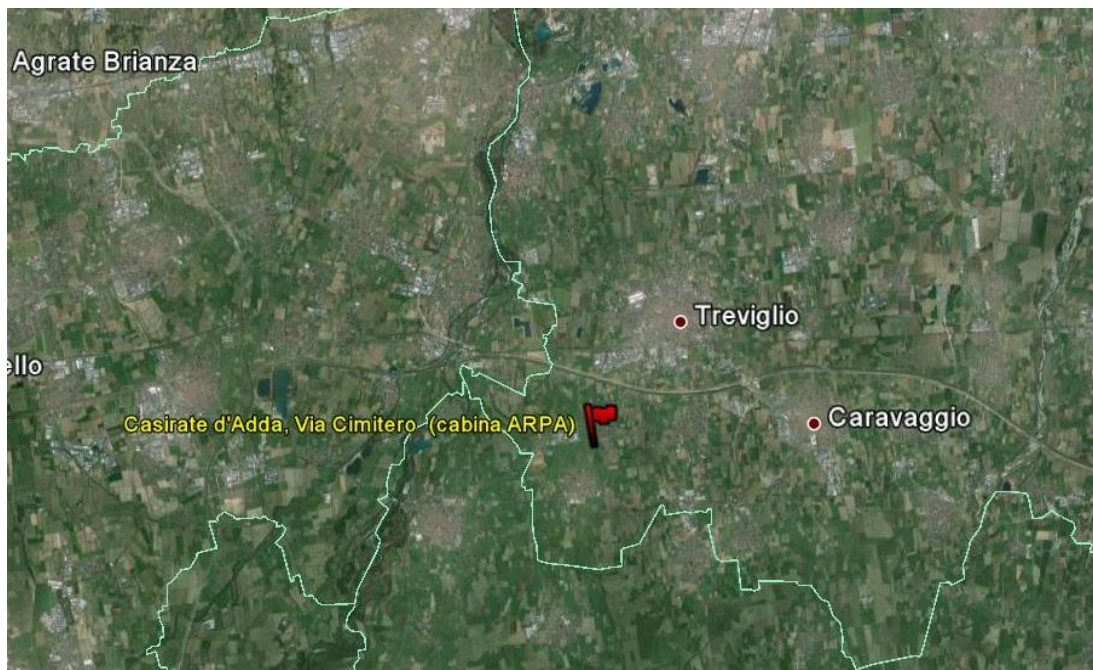 Agrate Brianza
Treviglio
ello
Casirate d'Adda, Via Cimitero (cabina ARPA)
Caravaggio